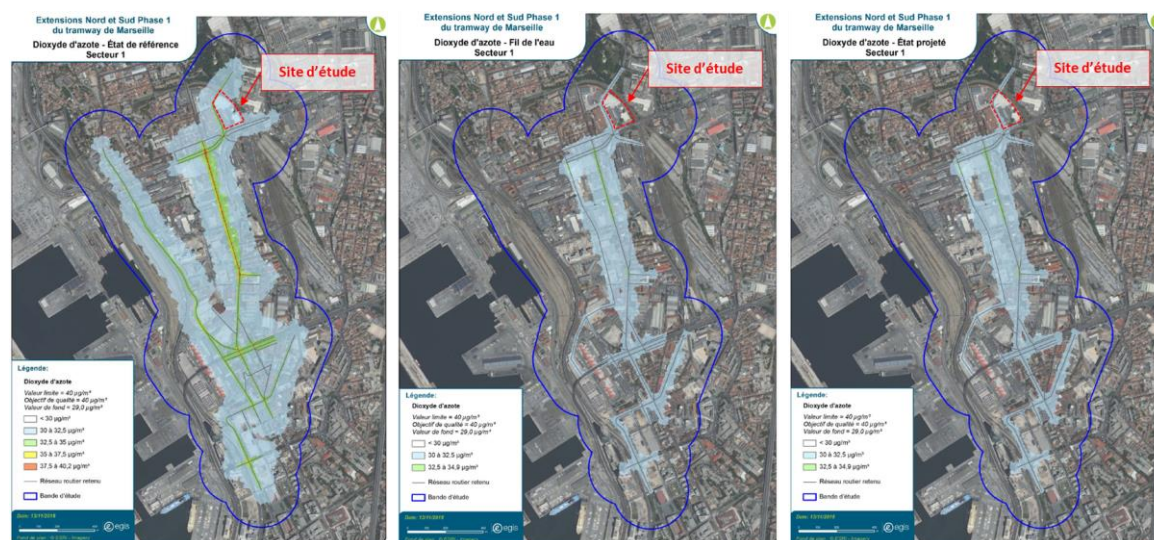 Extensions Nord et Sud Phase 1
du tramway de Marseille
Dioxyde d'azote - État de référence
Secteur 1
Site d'étude
Légende:
Dioxyde d'azote
Valeur limite = 40 µg/m³
Objectif de qualité = 40 µg/m³
Valeur de fond = 29,0 µg/m³
< 30 µg/m³
30 à 32,5 µg/m³
32,5 à 35 µg/m³
35 à 37,5 µg/m³
37,5 à 40,2 µg/m³
Réseau routier retenu
Bande d'étude
egis
Extensions Nord et Sud Phase 1
du tramway de Marseille
Dioxyde d'azote - Fil de l'eau
Secteur 1
Site d'étude
Légende:
Dioxyde d'azote
Valeur limite = 40 µg/m³
Objectif de qualité = 40 µg/m³
Valeur de fond = 29,0 µg/m³
< 30 µg/m³
30 à 32,5 µg/m³
32,5 à 34,9 µg/m³
Réseau routier retenu
Bande d'étude
egis
Extensions Nord et Sud Phase 1
du tramway de Marseille
Dioxyde d'azote - État projeté
Secteur 1
Site d'étude
Légende:
Dioxyde d'azote
Valeur limite = 40 µg/m³
Objectif de qualité = 40 µg/m³
Valeur de fond = 29,0 µg/m³
< 30 µg/m³
30 à 32,5 µg/m³
32,5 à 34,9 µg/m³
Réseau routier retenu
Bande d'étude
egis